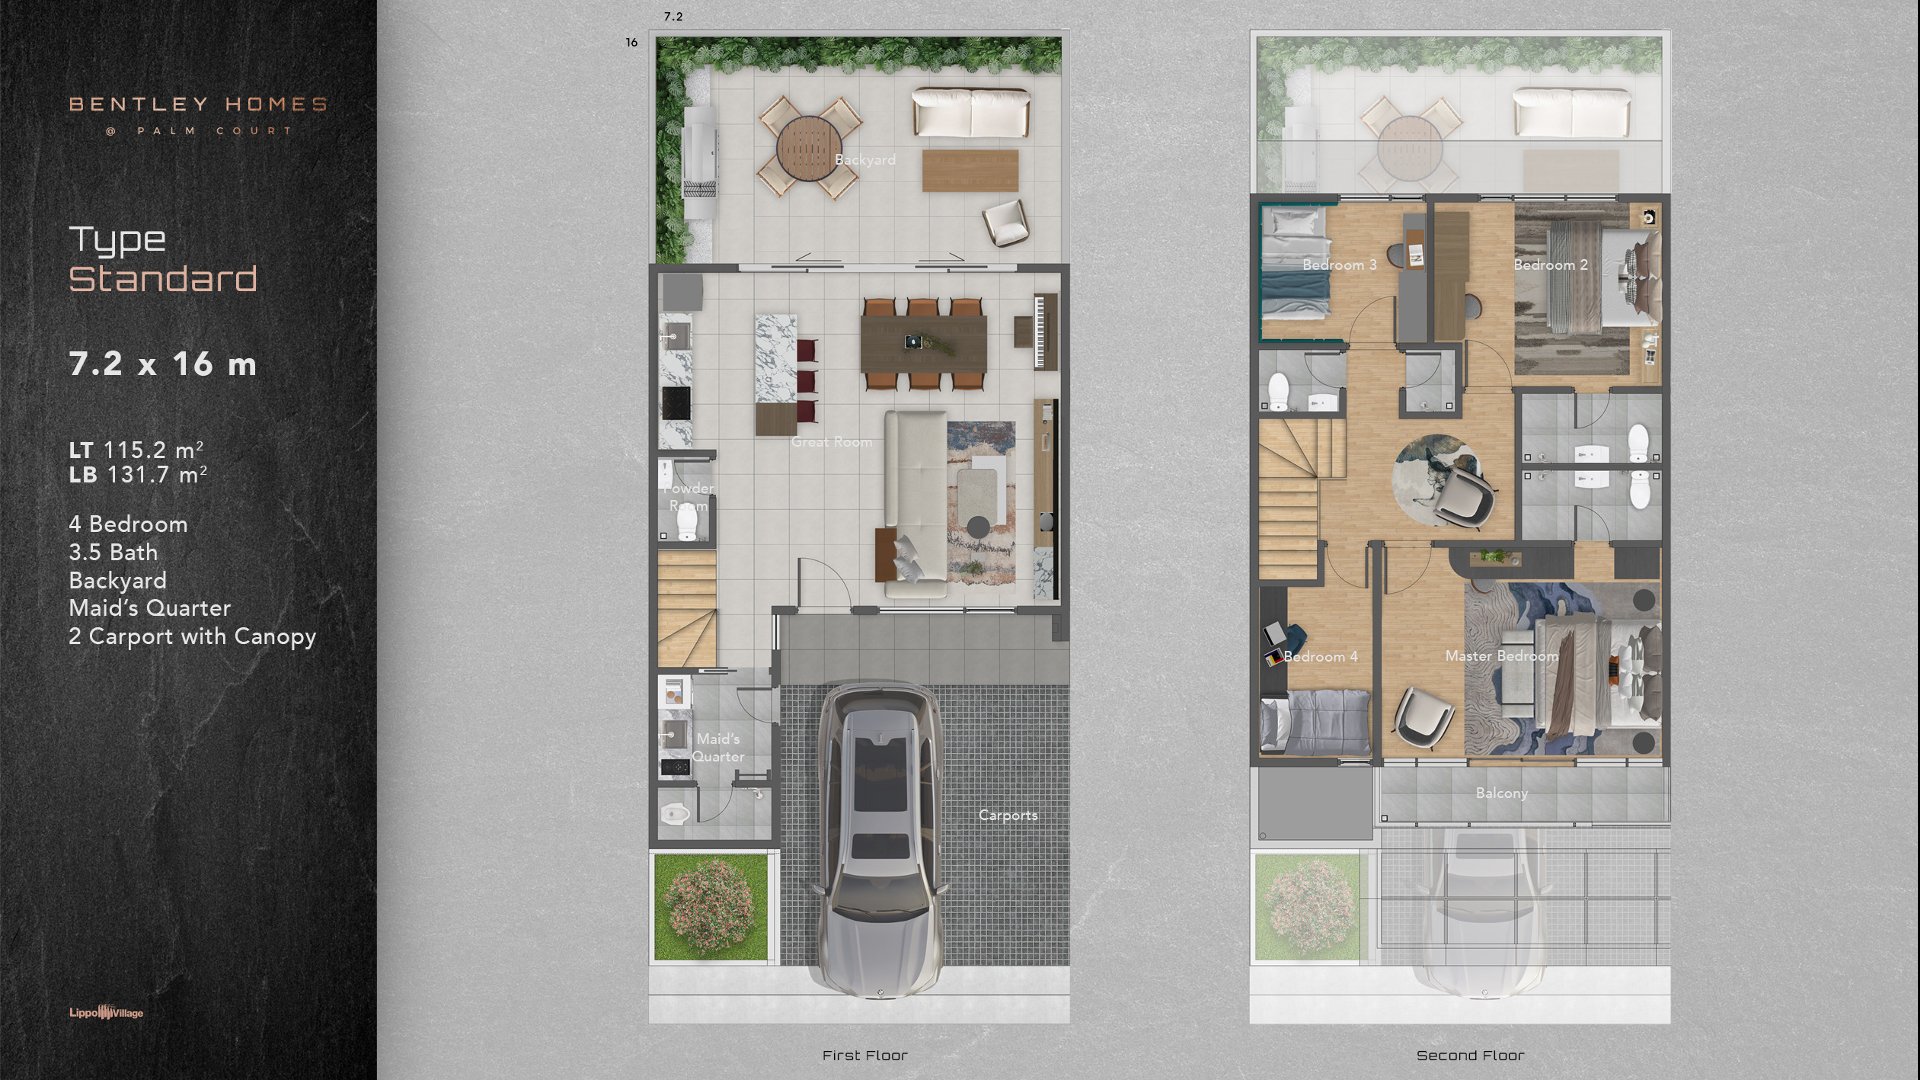 BENTLEY HOMES
@ PALM COURT
Type
Standard
7.2 x 16 m
LT 115.2 m²
LB 131.7 m²
4 Bedroom
3.5 Bath
Backyard
Maid’s Quarter
2 Carport with Canopy
Lippo Village
7.2
16
Backyard
Great Room
Powder
Room
Maid’s
Quarter
Carports
First Floor
Bedroom 3
Bedroom 2
Bedroom 4
Master Bedroom
Balcony
Second Floor